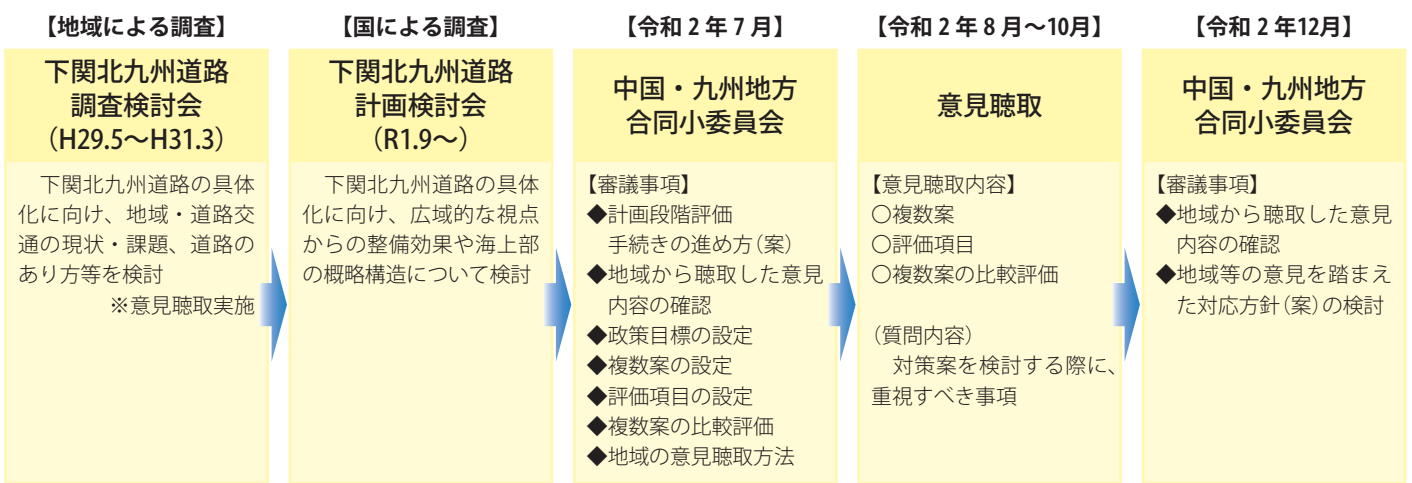 【地域による調査】
下関北九州道路
調査検討会
（H29.5〜H31.3）
下関北九州道路の具体
化に向け、地域・道路交
通の現状・課題、道路の
あり方等を検討
※意見聴取実施
【国による調査】
下関北九州道路
計画検討会
（R1.9〜）
下関北九州道路の具体
化に向け、広域的な視点
からの整備効果や海上部
の概略構造について検討
【令和２年７月】
中国・九州地方
合同小委員会
【審議事項】
◆計画段階評価
手続きの進め方（案）
◆地域から聴取した意見
内容の確認
◆政策目標の設定
◆複数案の設定
◆評価項目の設定
◆複数案の比較評価
◆地域の意見聴取方法
【令和２年８月〜10月】
意見聴取
【意見聴取内容】
〇複数案
〇評価項目
〇複数案の比較評価
（質問内容）
対策案を検討する際に、
重視すべき事項
【令和２年12月】
中国・九州地方
合同小委員会
【審議事項】
◆地域から聴取した意見
内容の確認
◆地域等の意見を踏まえ
た対応方針（案）の検討